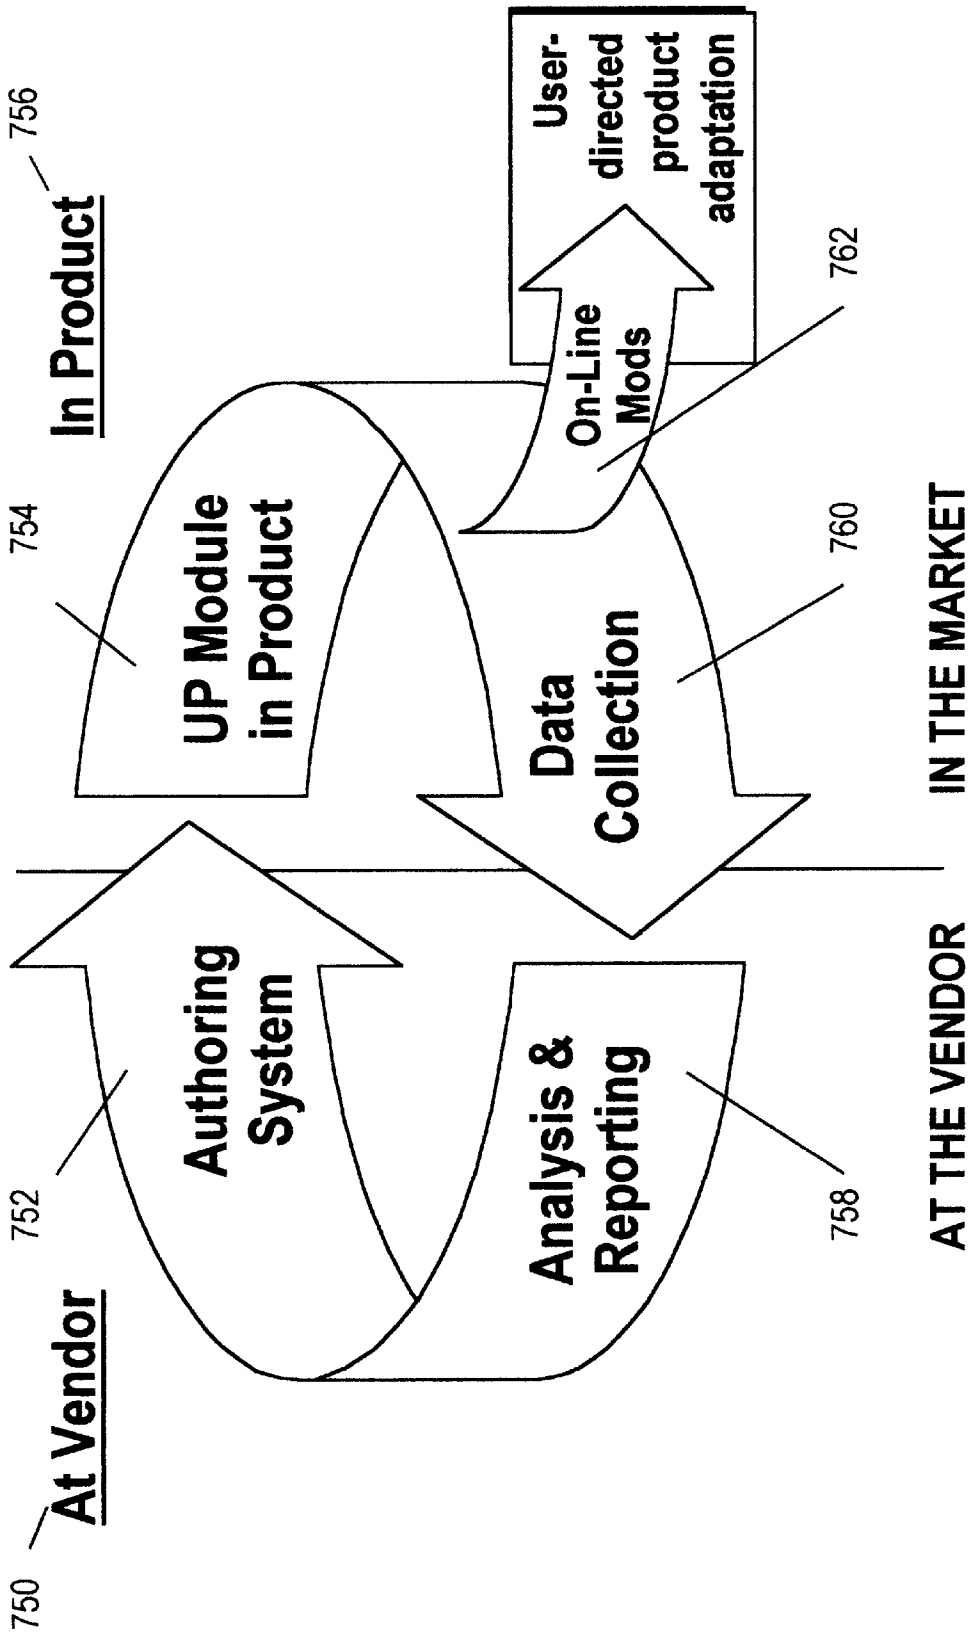 750
At Vendor
752
754
In Product
756
Authoring
System
UP Module
in Product
Analysis &
Reporting
Data
Collection
On-Line
Mods
User-
directed
product
adaptation
758
760
762
AT THE VENDOR
IN THE MARKET